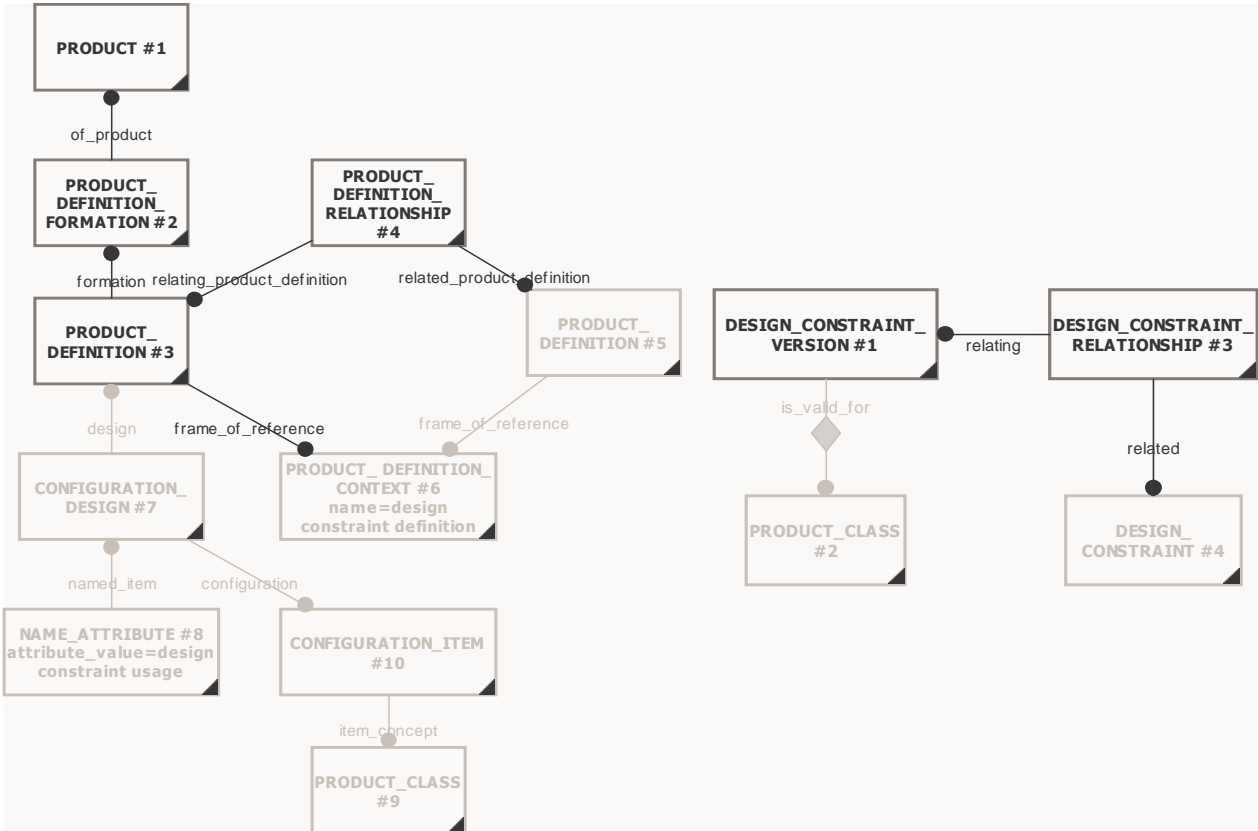 PRODUCT #1
of_product
PRODUCT_
DEFINITION_
FORMATION #2
PRODUCT_
DEFINITION_
RELATIONSHIP
#4
formation
relating_product_definition
related_product_definition
PRODUCT_
DEFINITION #3
PRODUCT_
DEFINITION #5
DESIGN_CONSTRAINT_
VERSION #1
relating
DESIGN_CONSTRAINT_
RELATIONSHIP #3
design
frame_of_reference
frame_of_reference
is_valid_for
related
CONFIGURATION_
DESIGN #7
PRODUCT_ DEFINITION_
CONTEXT #6
name=design
constraint definition
PRODUCT_CLASS
#2
DESIGN_
CONSTRAINT #4
named_item
configuration
NAME_ATTRIBUTE #8
attribute_value=design
constraint usage
CONFIGURATION_ITEM
#10
item_concept
PRODUCT_CLASS
#9